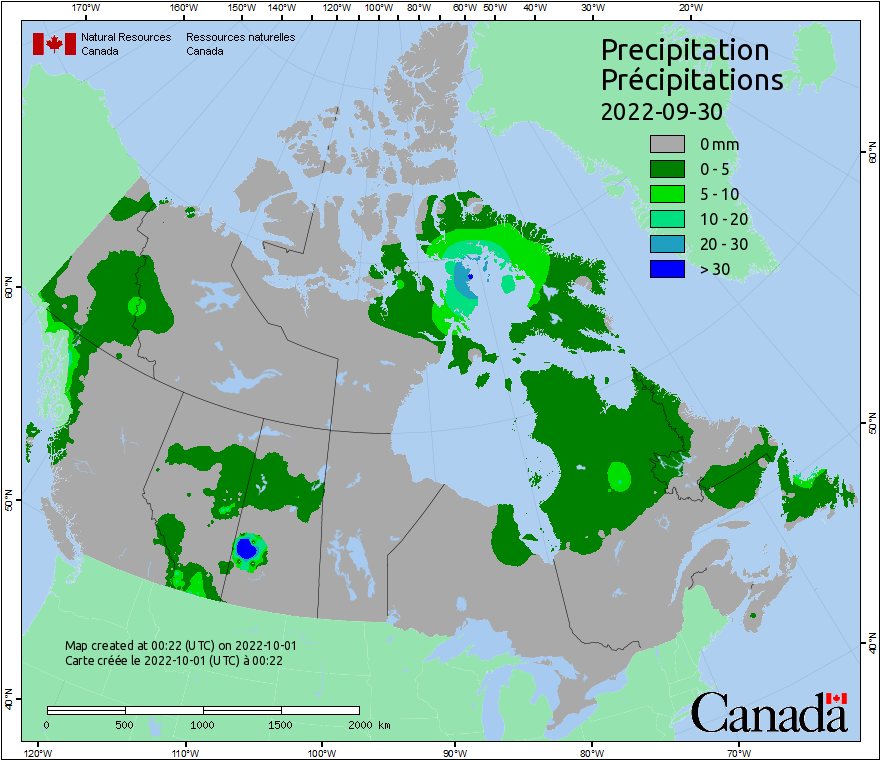 170°W 160°W 150°W 140°W 130°W 120°W 110°W 100°W 90°W 80°W 60°W 50°W 40°W 30°W 20°W
Natural Resources Ressources naturelles
Canada Canada
Precipitation
Précipitations
2022-09-30
0 mm
0 - 5
5 - 10
10 - 20
20 - 30
> 30
60°N
60°N
50°N
50°N
40°N
40°N
Map created at 00:22 (UTC) on 2022-10-01
Carte créée le 2022-10-01 (UTC) à 00:22
0 500 1000 1500 2000 km
Canada
120°W 110°W 100°W 90°W 80°W 70°W